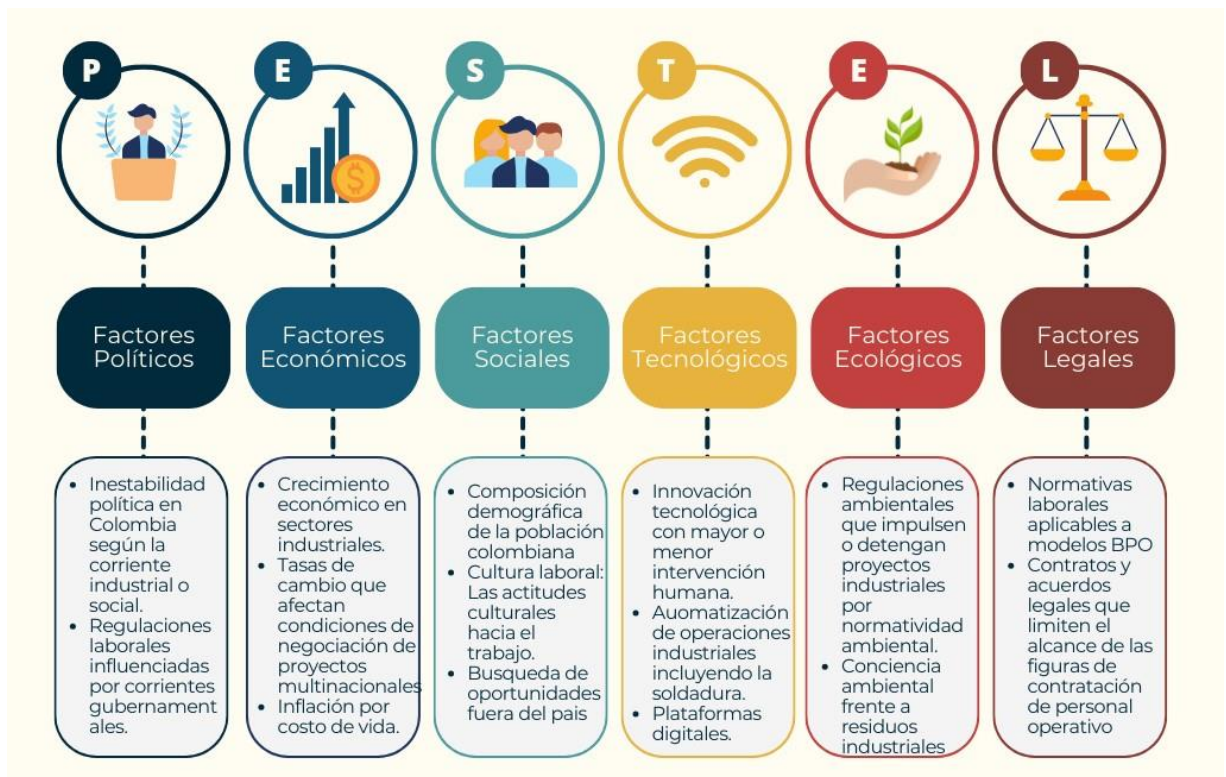 P
E
S
T
E
L
Factores
Políticos
Factores
Económicos
Factores
Sociales
Factores
Tecnológicos
Factores
Ecológicos
Factores
Legales
• Inestabilidad
política en
Colombia
según la
corriente
industrial o
social.
• Regulaciones
laborales
influenciadas
por corrientes
gubernament
ales.
• Crecimiento
económico en
sectores
industriales.
• Tasas de
cambio que
afectan
condiciones de
negociación de
proyectos
multinacionales
• Inflación por
costo de vida.
• Composición
demográfica
de la población
colombiana
• Cultura laboral:
Las actitudes
culturales
hacia el
trabajo.
• Busqueda de
oportunidades
fuera del pais
• Innovación
tecnológica
con mayor o
menor
intervención
humana.
• Auomatización
de operaciones
industriales
incluyendo la
soldadura.
• Plataformas
digitales.
• Regulaciones
ambientales
que impulsen
o detengan
proyectos
industriales
por
normatividad
ambiental.
• Conciencia
ambiental
frente a
residuos
industriales
• Normativas
laborales
aplicables a
modelos BPO
• Contratos y
acuerdos
legales que
limiten el
alcance de las
figuras de
contratación
de personal
operativo
$